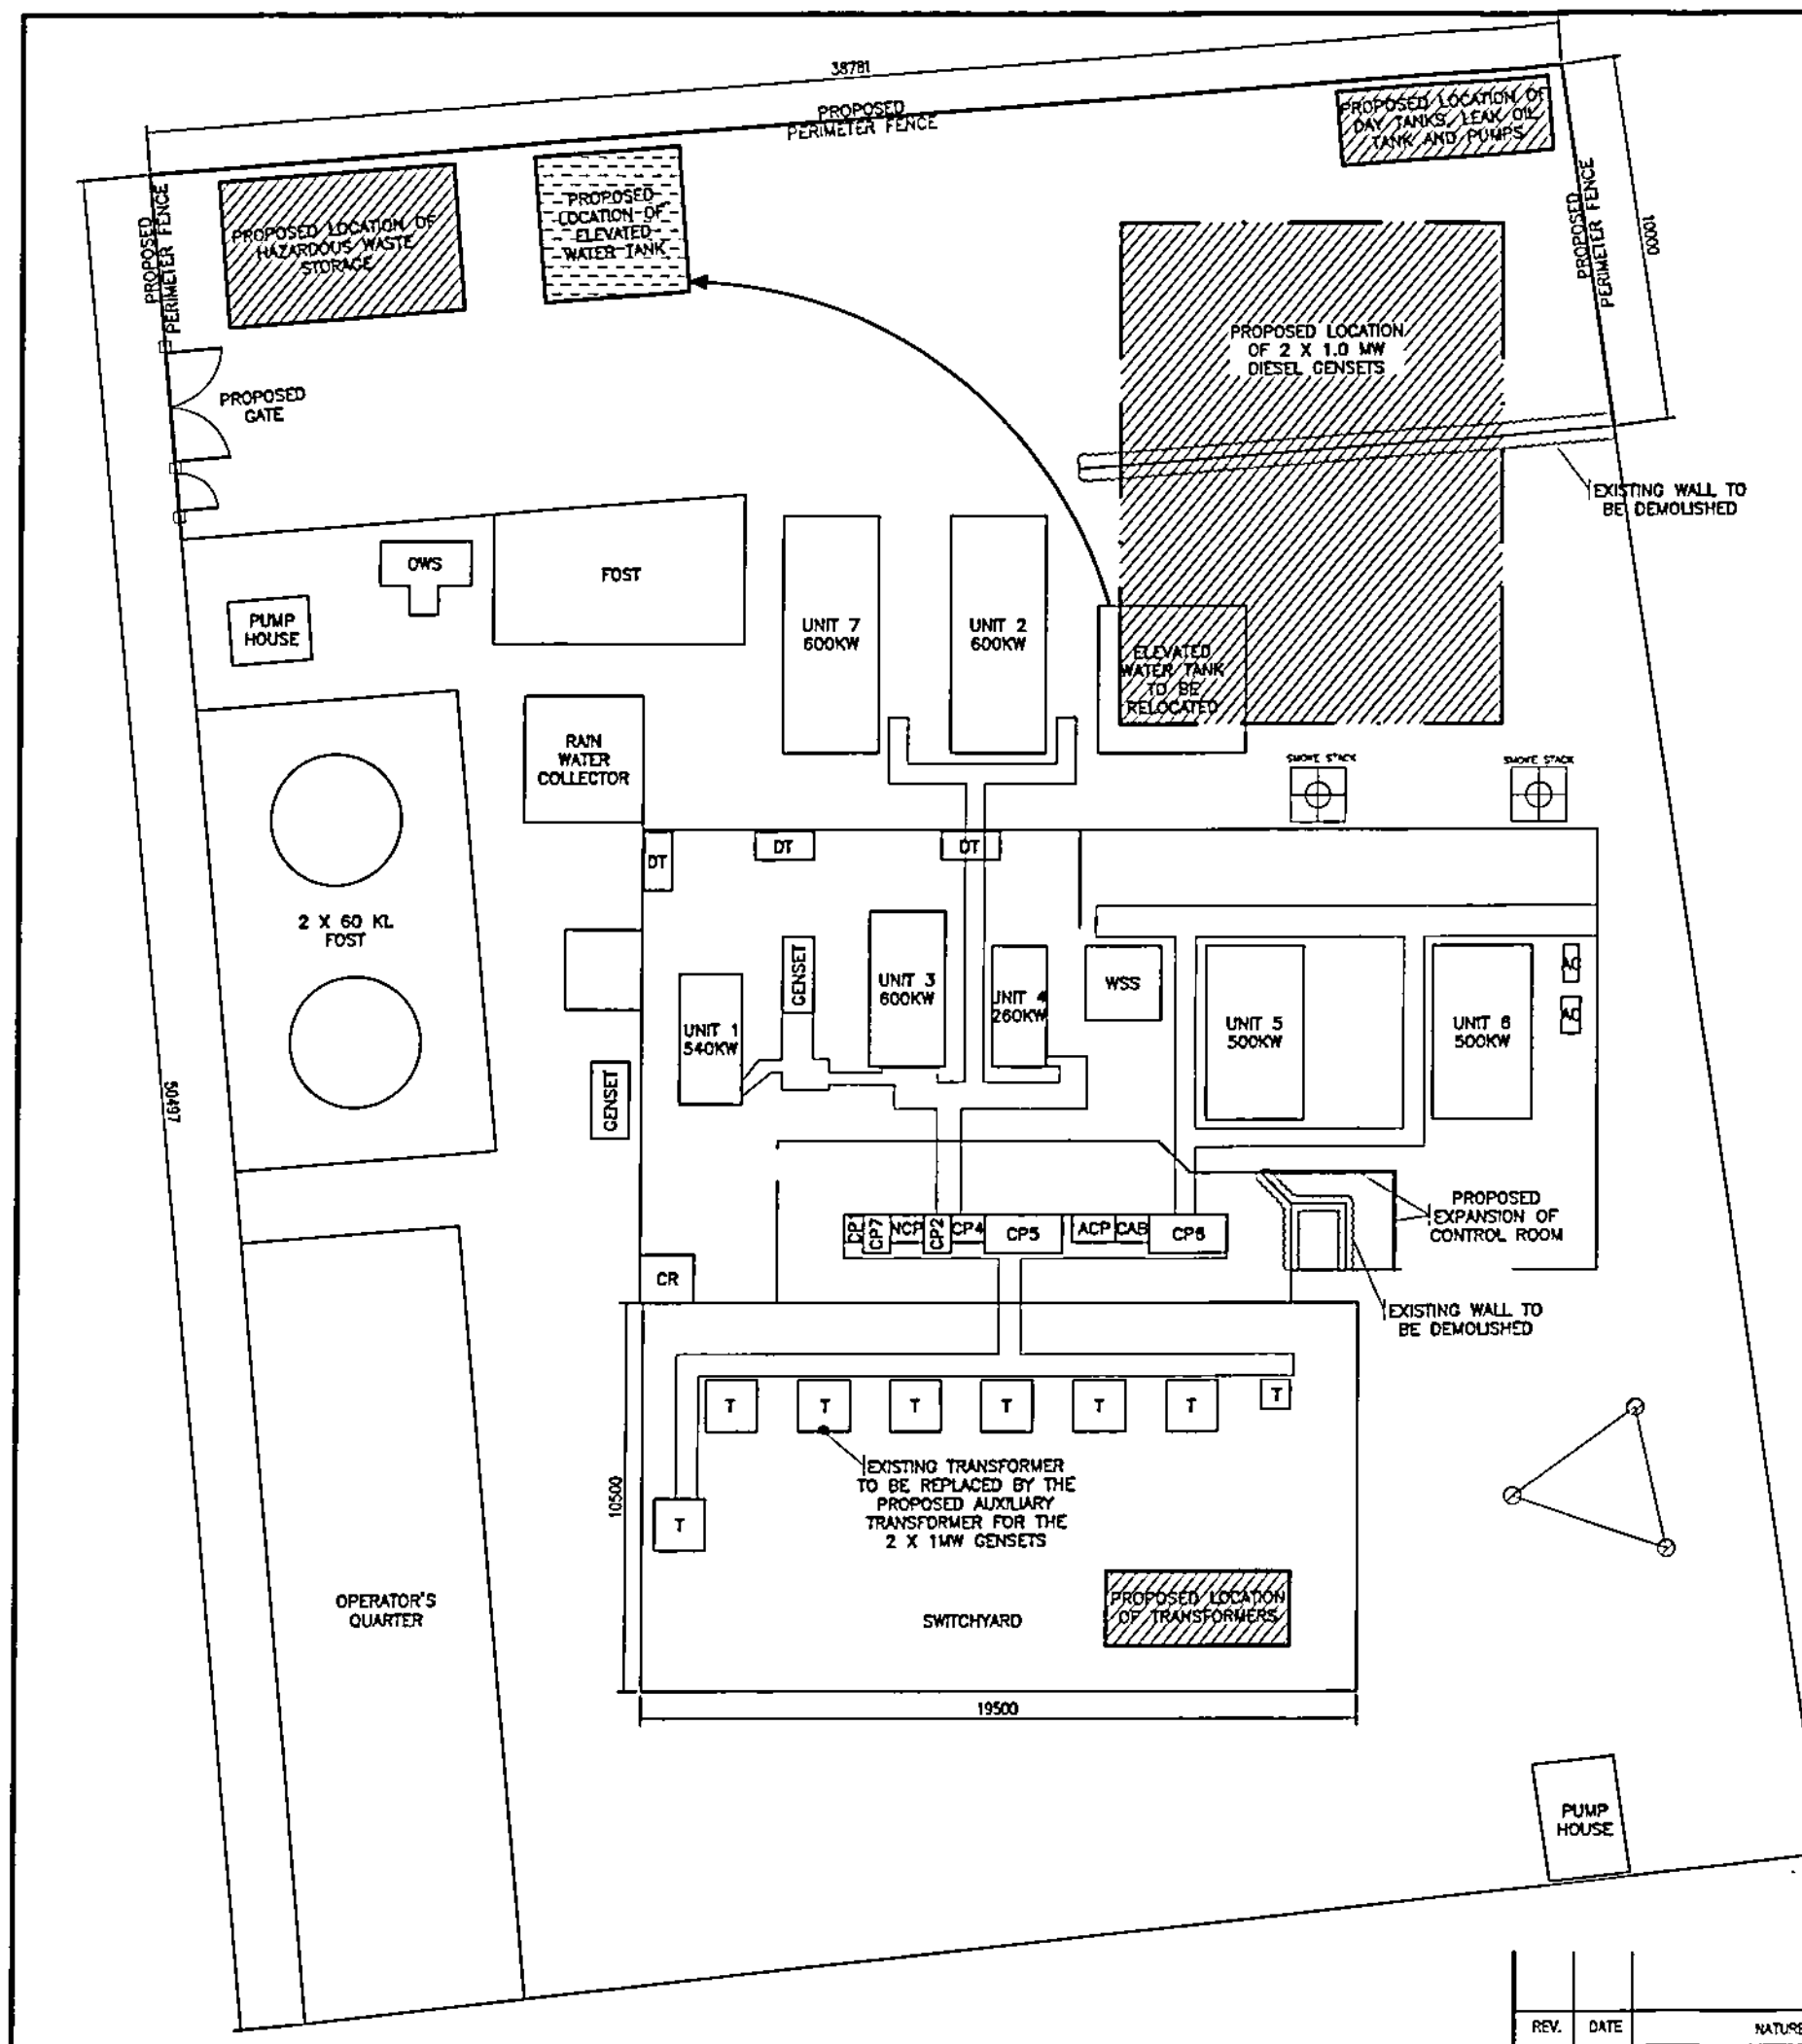 38781
PROPOSED
PERIMETER FENCE
PROPOSED LOCATION OF
DAY TANKS, LEAK OIL
TANK AND PUMPS
PROPOSED
PERIMETER FENCE
PROPOSED LOCATION OF
HAZARDOUS WASTE
STORAGE
PROPOSED
LOCATION OF
ELEVATED
WATER TANK
PROPOSED
PERIMETER FENCE
10000
PROPOSED LOCATION
OF 2 X 1.0 MW
DIESEL GENSETS
PROPOSED
GATE
EXISTING WALL TO
BE DEMOLISHED
OWS
FOST
PUMP
HOUSE
UNIT 7
600KW
UNIT 2
600KW
ELEVATED
WATER TANK
TO BE
RELOCATED
RAIN
WATER
COLLECTOR
SMOKE STACK
SMOKE STACK
DT
DT
DT
2 X 60 KL
FOST
GENSET
UNIT 3
600KW
UNIT 4
260KW
WSS
UNIT 1
540KW
UNIT 5
500KW
UNIT 6
500KW
AC
AC
GENSET
50497
PROPOSED
EXPANSION OF
CONTROL ROOM
CP1
CP7
NCP
CP2
CP4
CP5
ACP
CAB
CP6
CR
EXISTING WALL TO
BE DEMOLISHED
T
T
T
T
T
T
T
EXISTING TRANSFORMER
TO BE REPLACED BY THE
PROPOSED AUXILIARY
TRANSFORMER FOR THE
2 X 1MW GENSETS
10500
T
OPERATOR'S
QUARTER
SWITCHYARD
PROPOSED LOCATION
OF TRANSFORMERS
19500
PUMP
HOUSE
REV. DATE NATURE